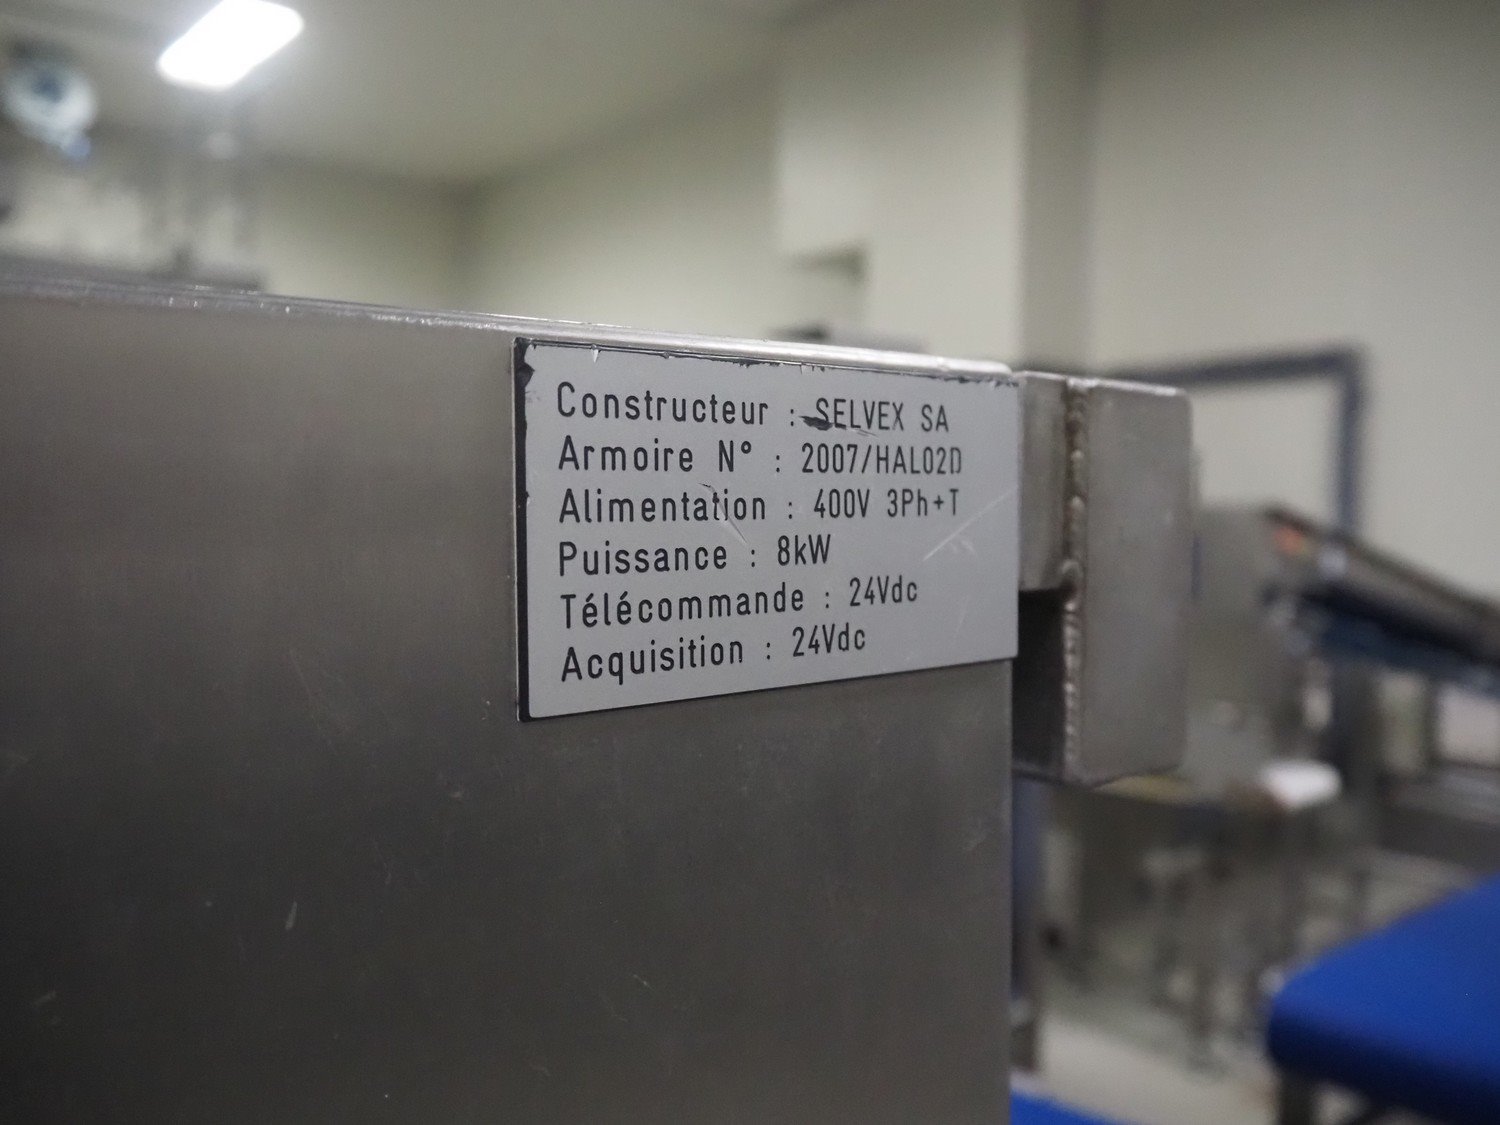 Constructeur : SELVEX SA
Armoire N° : 2007/HAL02D
Alimentation : 400V 3Ph+T
Puissance : 8kW
Télécommande : 24Vdc
Acquisition : 24Vdc